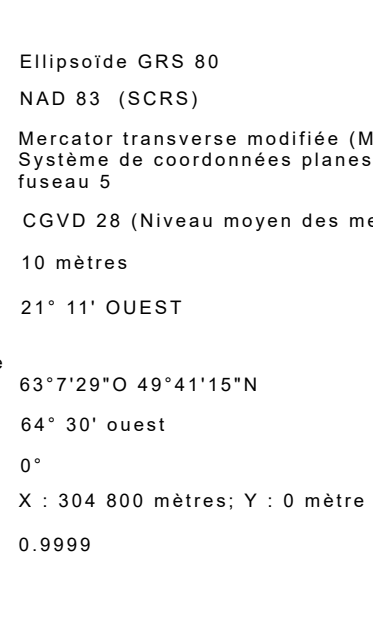 Ellipsoïde GRS 80
NAD 83 (SCRS)
Mercator transverse modifiée (M
Système de coordonnées planes
fuseau 5
CGVD 28 (Niveau moyen des me
10 mètres
21° 11' OUEST
e
63°7'29"O 49°41'15"N
64° 30' ouest
0°
X : 304 800 mètres; Y : 0 mètre
0.9999